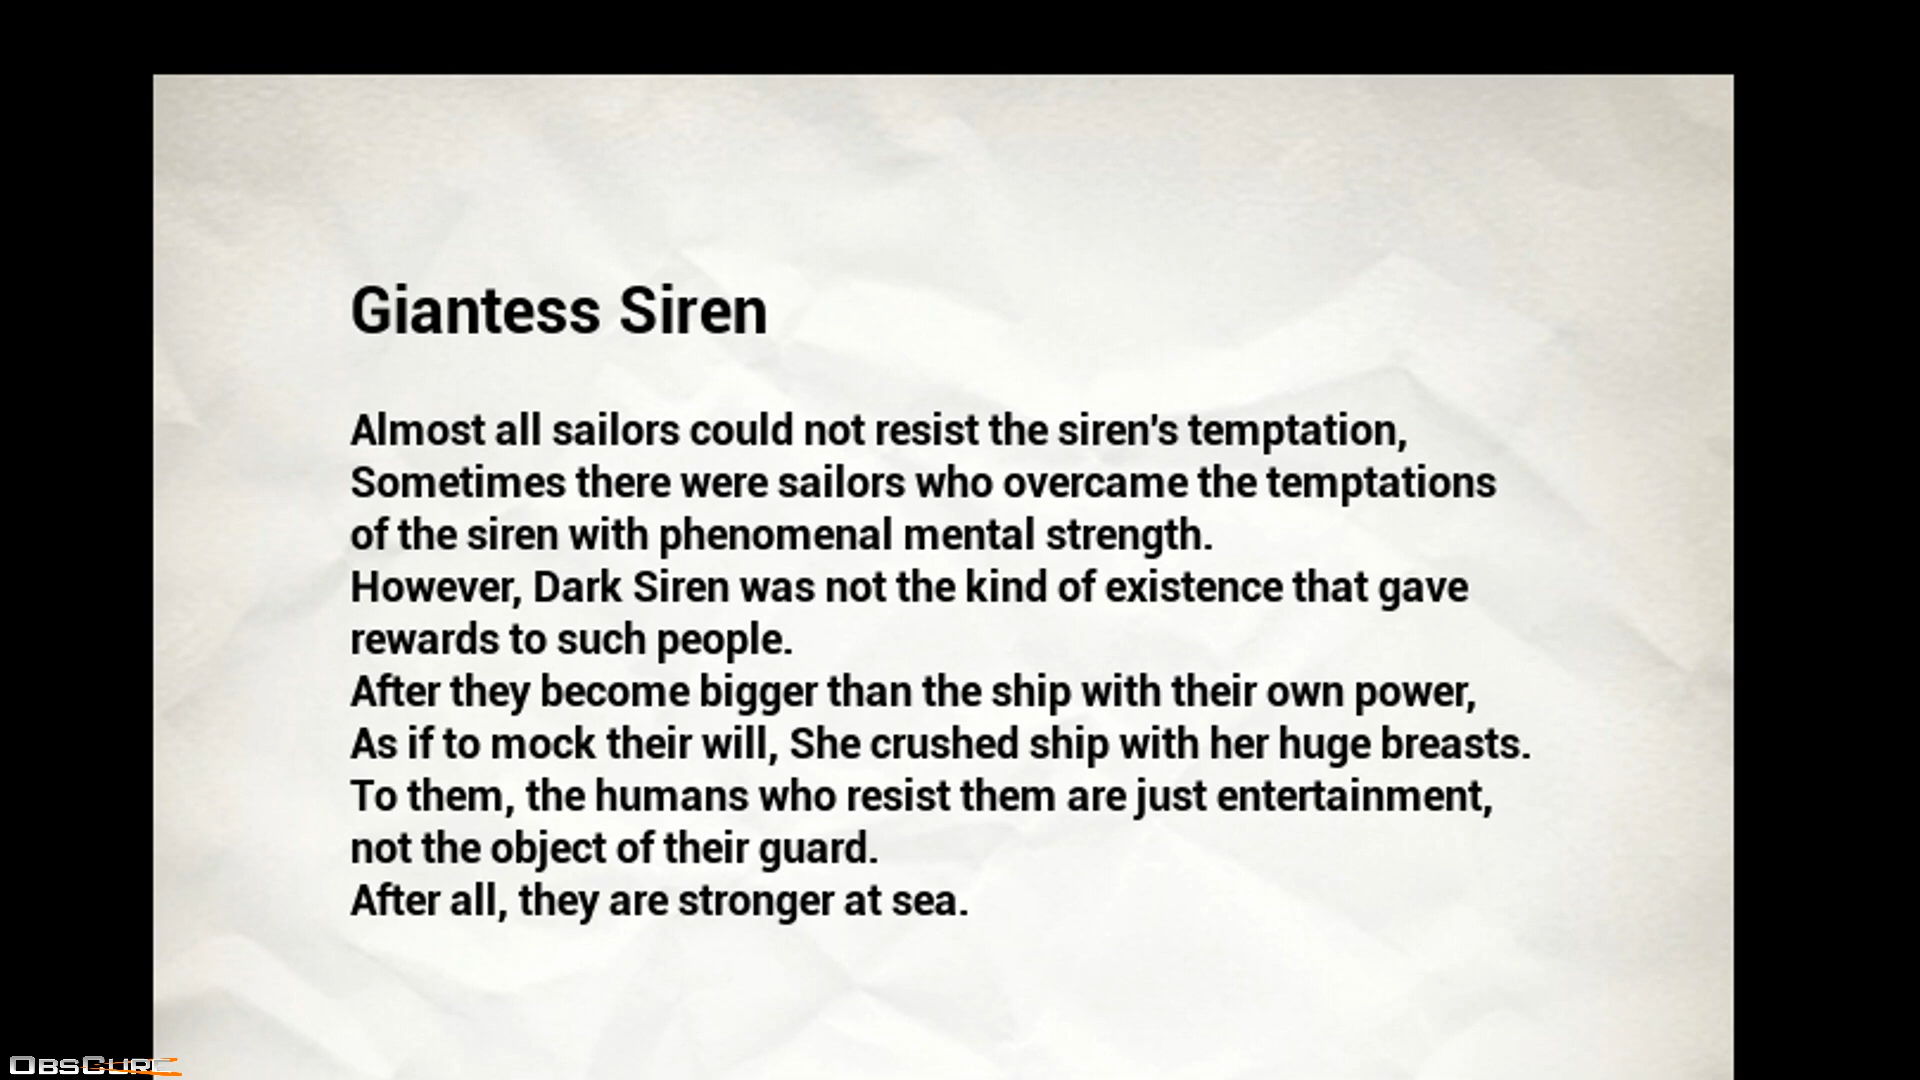 Giantess Siren
Almost all sailors could not resist the siren's temptation,
Sometimes there were sailors who overcame the temptations
of the siren with phenomenal mental strength.
However, Dark Siren was not the kind of existence that gave
rewards to such people.
After they become bigger than the ship with their own power,
As if to mock their will, She crushed ship with her huge breasts.
To them, the humans who resist them are just entertainment,
not the object of their guard.
After all, they are stronger at sea.
OBSCURE